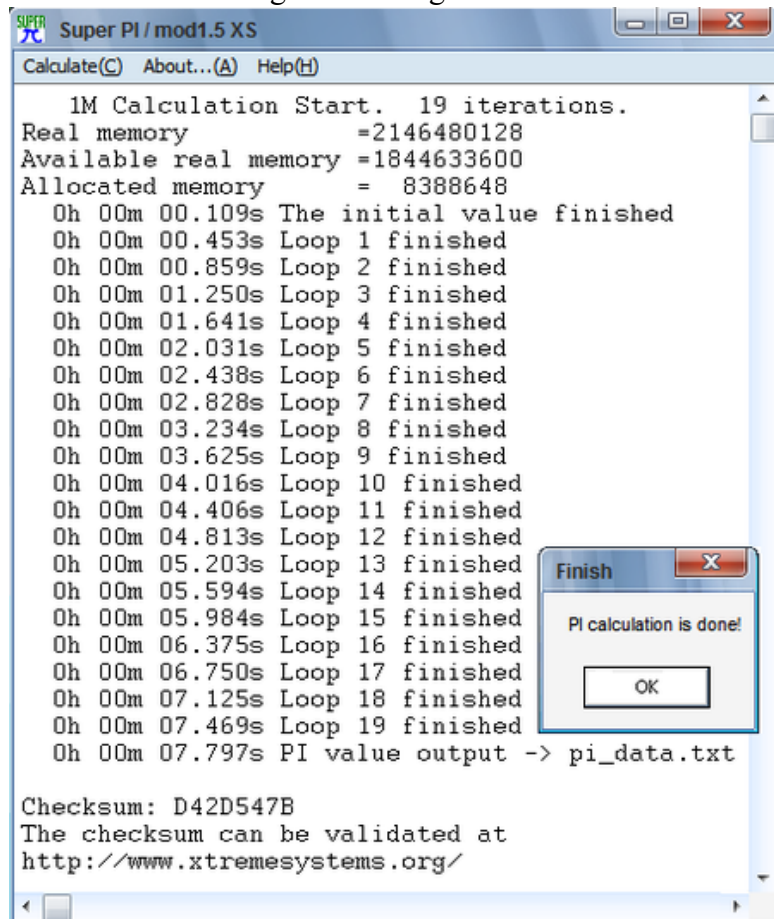 SUPER
π Super PI / mod1.5 XS
Calculate(C) About...(A) Help(H)
1M Calculation Start. 19 iterations.
Real memory =2146480128
Available real memory =1844633600
Allocated memory = 8388648
0h 00m 00.109s The initial value finished
0h 00m 00.453s Loop 1 finished
0h 00m 00.859s Loop 2 finished
0h 00m 01.250s Loop 3 finished
0h 00m 01.641s Loop 4 finished
0h 00m 02.031s Loop 5 finished
0h 00m 02.438s Loop 6 finished
0h 00m 02.828s Loop 7 finished
0h 00m 03.234s Loop 8 finished
0h 00m 03.625s Loop 9 finished
0h 00m 04.016s Loop 10 finished
0h 00m 04.406s Loop 11 finished
0h 00m 04.813s Loop 12 finished
0h 00m 05.203s Loop 13 finished
0h 00m 05.594s Loop 14 finished
0h 00m 05.984s Loop 15 finished
0h 00m 06.375s Loop 16 finished
0h 00m 06.750s Loop 17 finished
0h 00m 07.125s Loop 18 finished
0h 00m 07.469s Loop 19 finished
0h 00m 07.797s PI value output -> pi_data.txt
Checksum: D42D547B
The checksum can be validated at
http://www.xtremesystems.org/
Finish
PI calculation is done!
OK